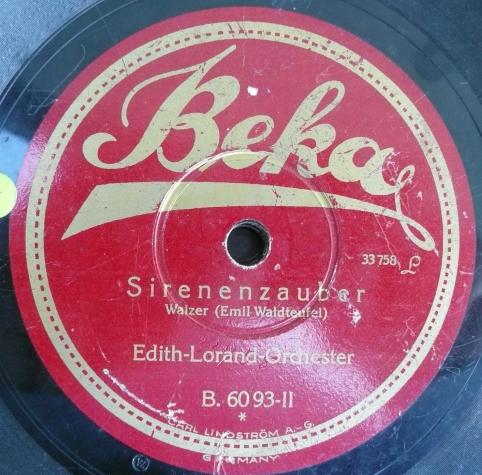 Beka
33758 L
Sirenenzauber
Walzer (Emil Waldteufel)
Edith-Lorand-Orchester
B. 6093-II
*
CARL LINDSTRÖM A.-G.
GERMANY